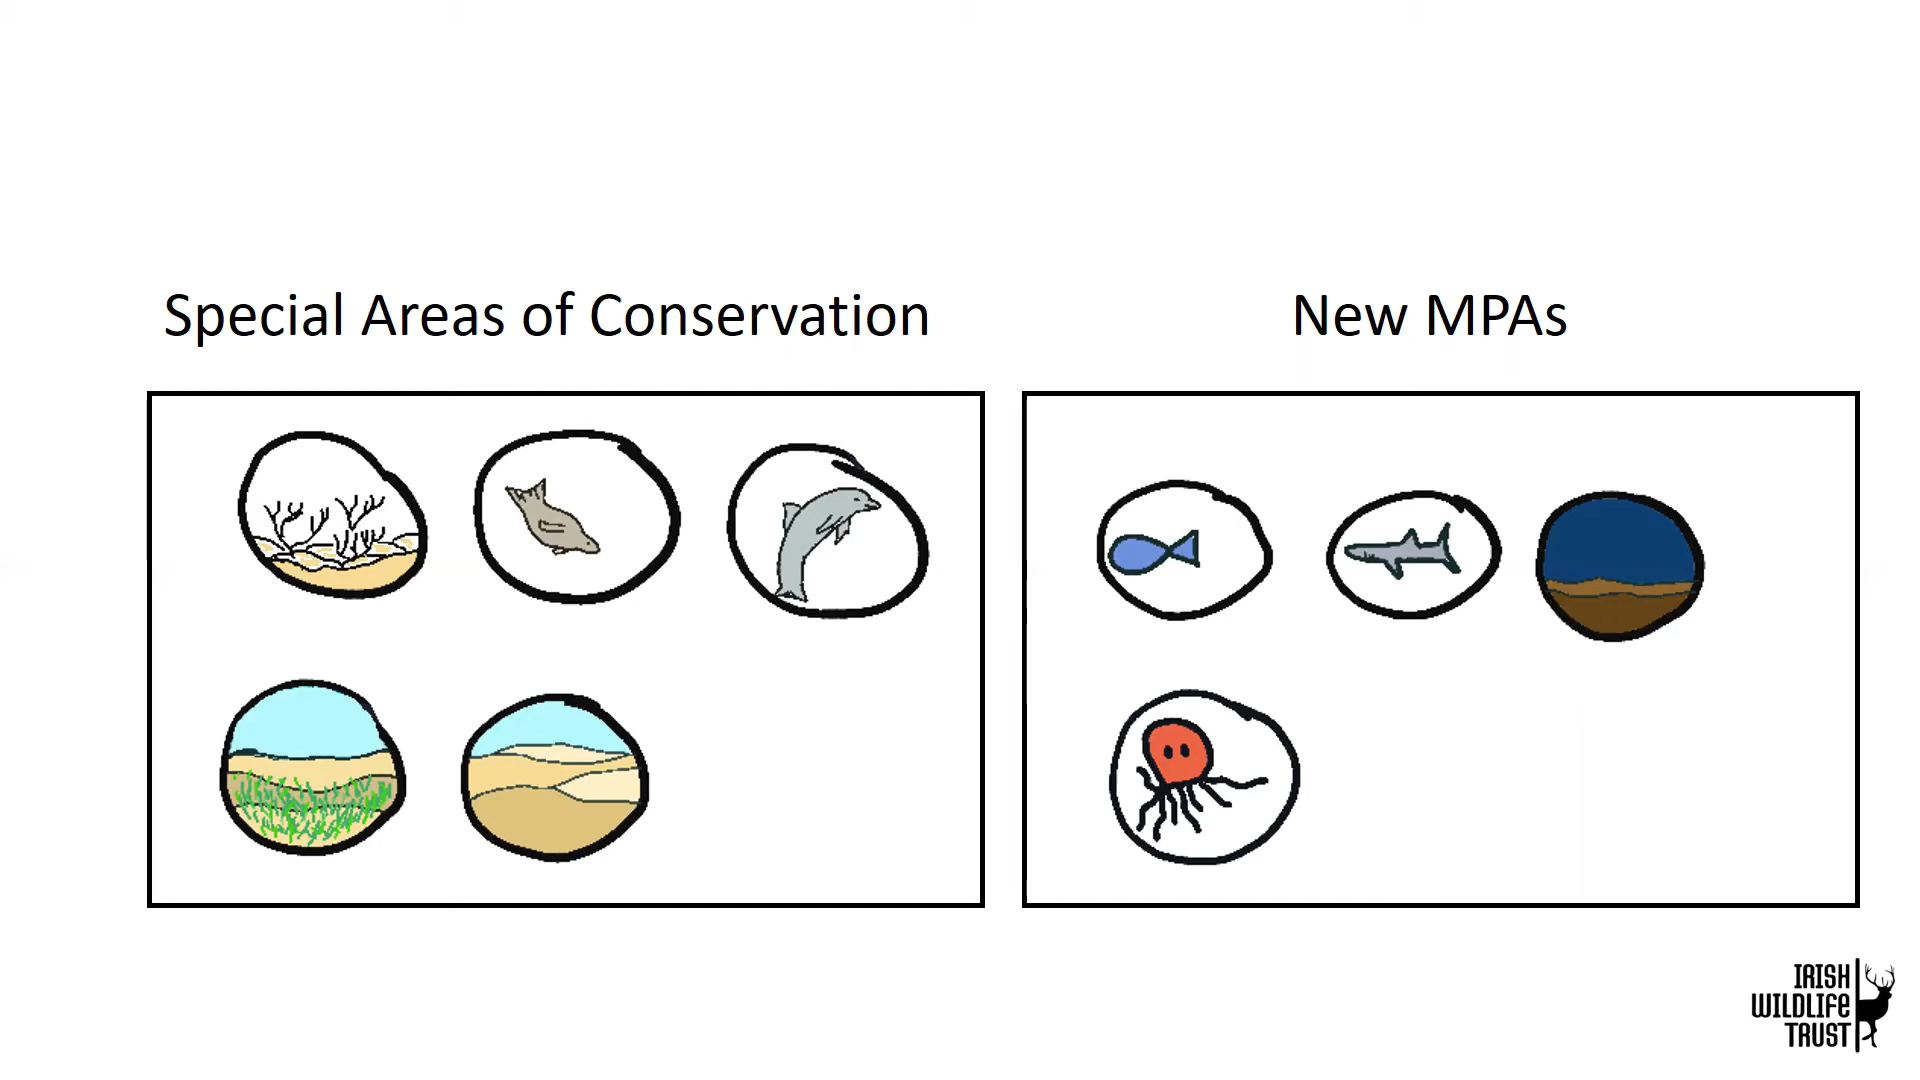 Special Areas of Conservation
New MPAs
IRISH
WILDLIFE
TRUST